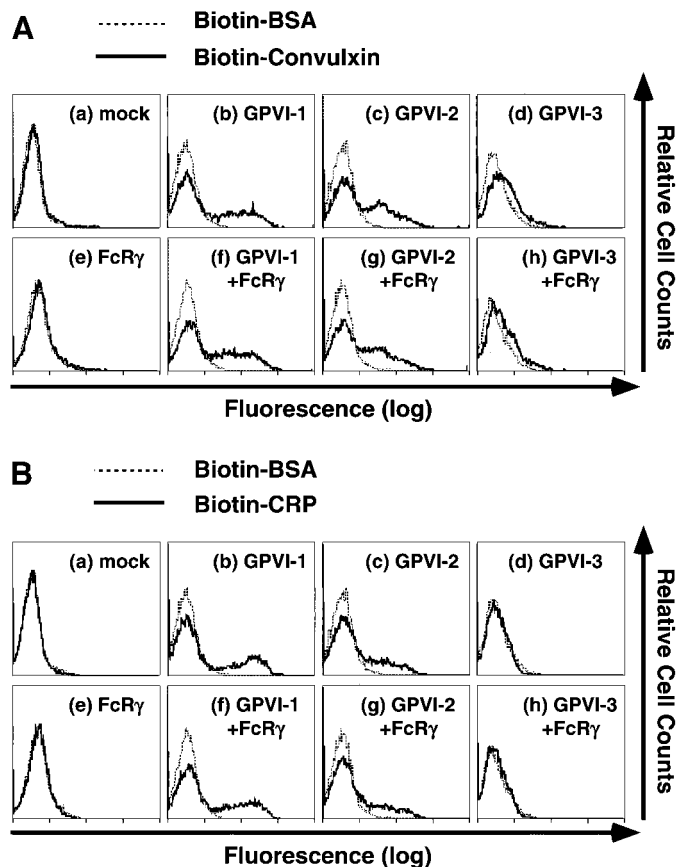 A
Biotin-BSA
Biotin-Convulxin
(a) mock
(b) GPVI-1
(c) GPVI-2
(d) GPVI-3
(e) FcRγ
(f) GPVI-1
+FcRγ
(g) GPVI-2
+FcRγ
(h) GPVI-3
+FcRγ
Relative Cell Counts
Fluorescence (log)
B
Biotin-BSA
Biotin-CRP
(a) mock
(b) GPVI-1
(c) GPVI-2
(d) GPVI-3
(e) FcRγ
(f) GPVI-1
+FcRγ
(g) GPVI-2
+FcRγ
(h) GPVI-3
+FcRγ
Relative Cell Counts
Fluorescence (log)